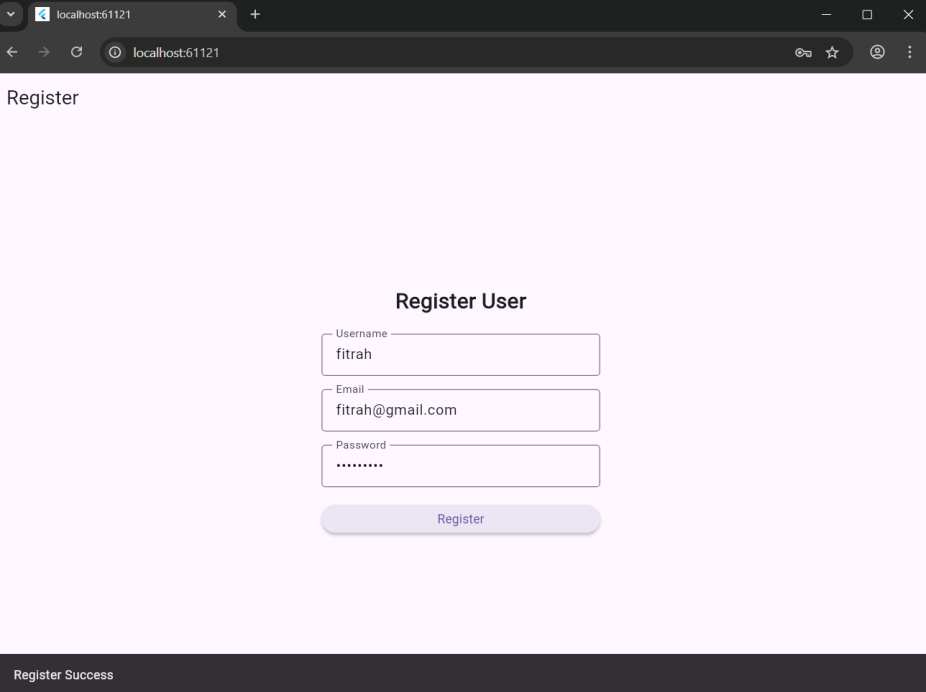 localhost:61121
localhost:61121
Register
Register User
Username
fitrah
Email
fitrah@gmail.com
Password
•••••••••
Register
Register Success